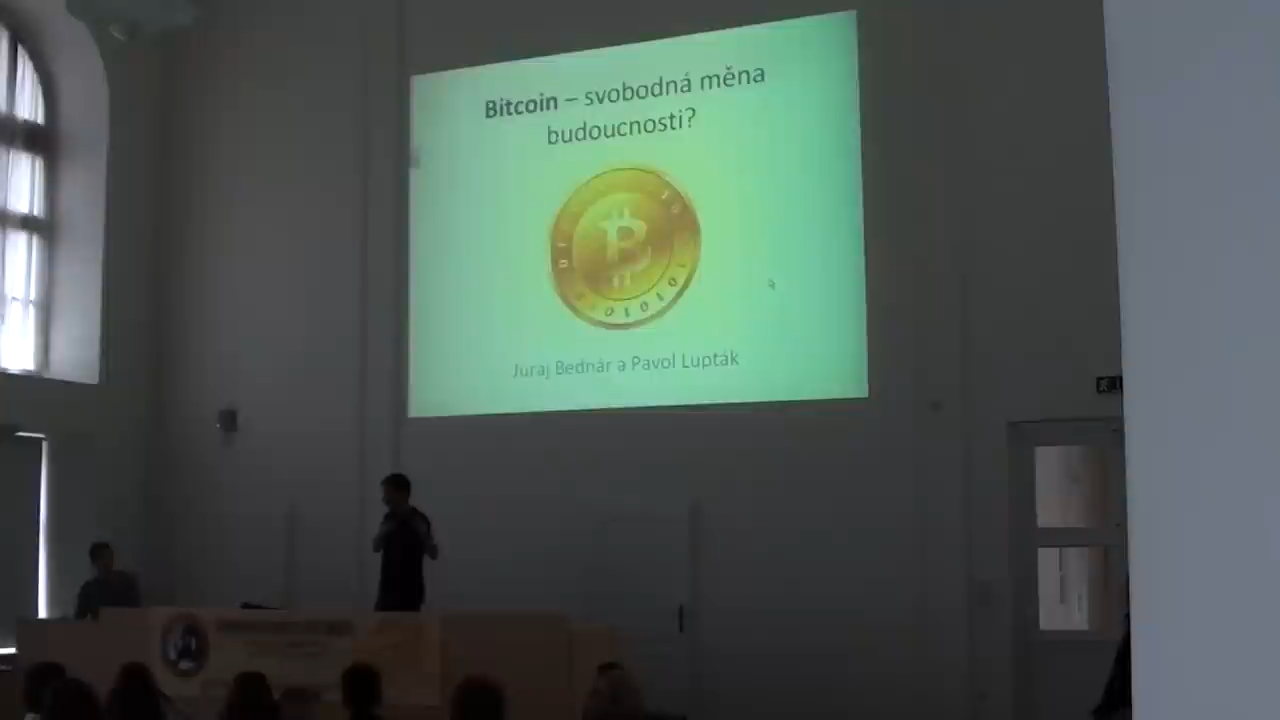 Bitcoin – svobodná měna
budoucnosti?
Juraj Bednár a Pavol Lupták